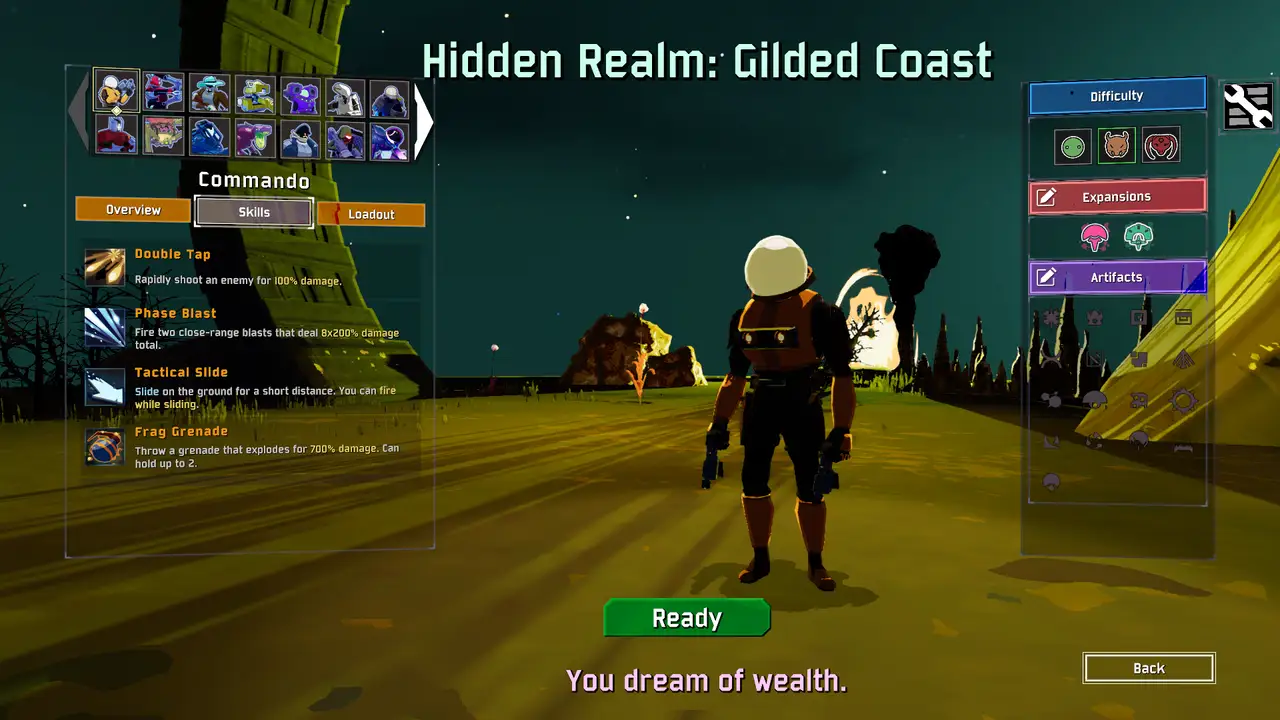 Hidden Realm: Gilded Coast
Commando
Overview
Skills
Loadout
Double Tap
Rapidly shoot an enemy for 100% damage.
Phase Blast
Fire two close-range blasts that deal 8x200% damage
total.
Tactical Slide
Slide on the ground for a short distance. You can fire
while sliding.
Frag Grenade
Throw a grenade that explodes for 700% damage. Can
hold up to 2.
Difficulty
Expansions
Artifacts
Ready
You dream of wealth.
Back